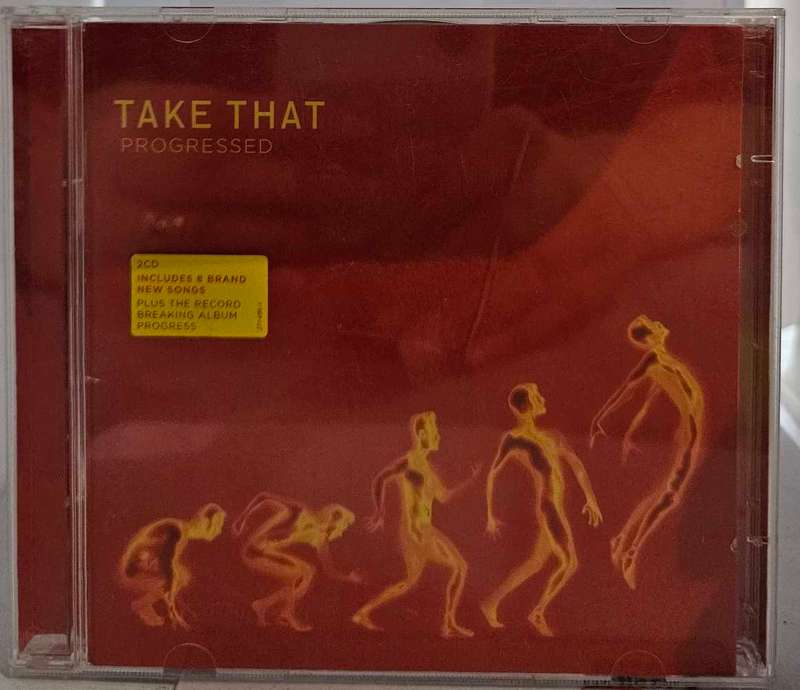 TAKE THAT
PROGRESSED
2CD
INCLUDES 8 BRAND
NEW SONGS
PLUS THE RECORD
BREAKING ALBUM
PROGRESS